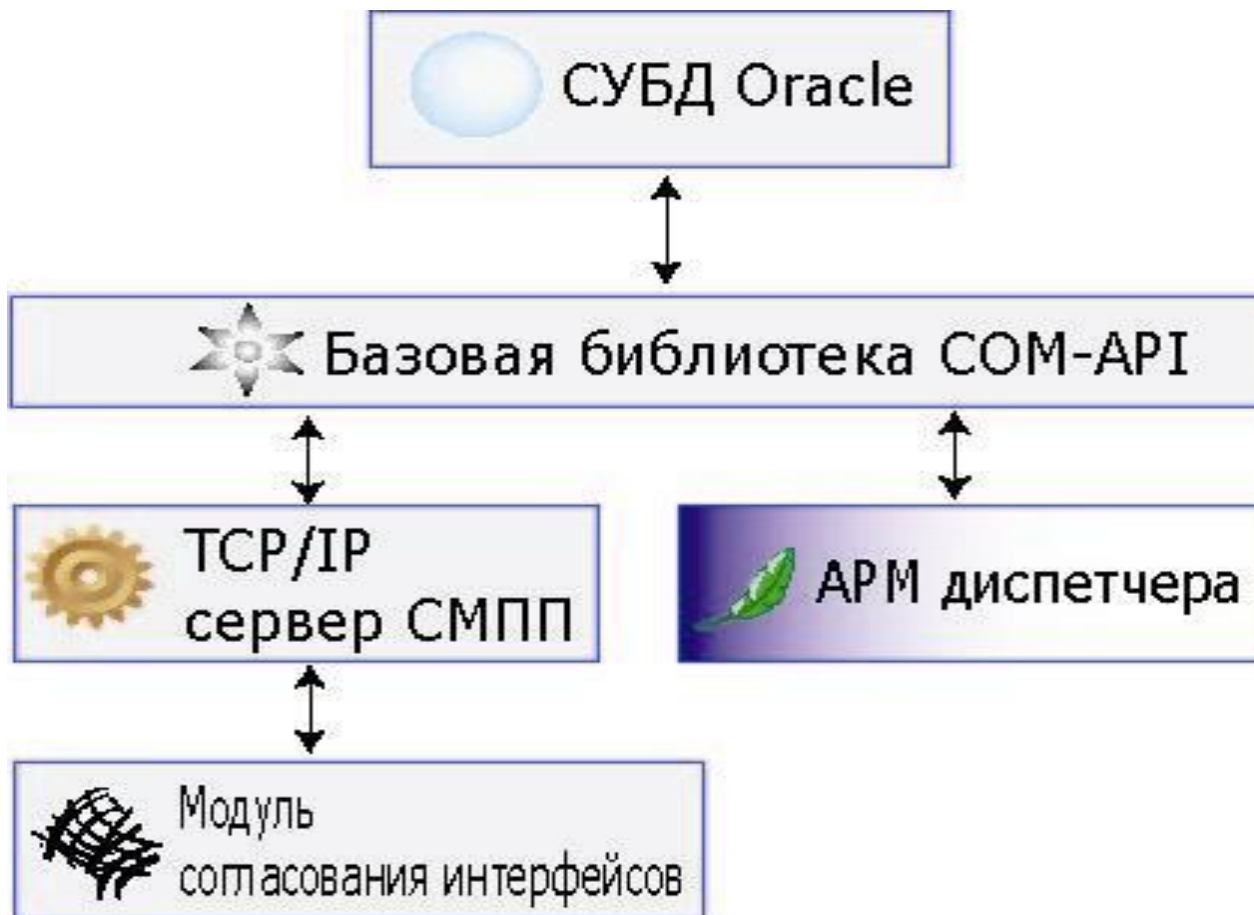 СУБД Oracle
Базовая библиотека COM-API
TCP/IP
сервер СМПП
АРМ диспетчера
Модуль
согласования интерфейсов